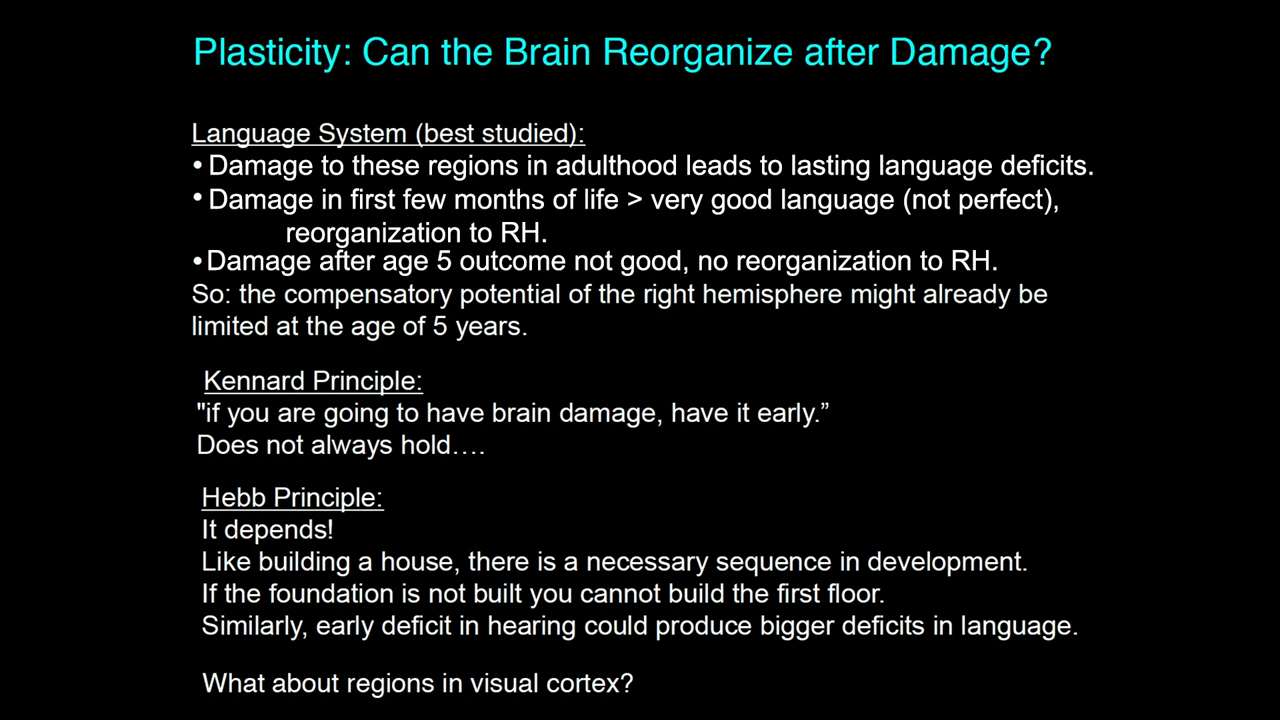 Plasticity: Can the Brain Reorganize after Damage?
Language System (best studied):
• Damage to these regions in adulthood leads to lasting language deficits.
• Damage in first few months of life > very good language (not perfect),
reorganization to RH.
• Damage after age 5 outcome not good, no reorganization to RH.
So: the compensatory potential of the right hemisphere might already be
limited at the age of 5 years.
Kennard Principle:
"if you are going to have brain damage, have it early.”
Does not always hold….
Hebb Principle:
It depends!
Like building a house, there is a necessary sequence in development.
If the foundation is not built you cannot build the first floor.
Similarly, early deficit in hearing could produce bigger deficits in language.
What about regions in visual cortex?